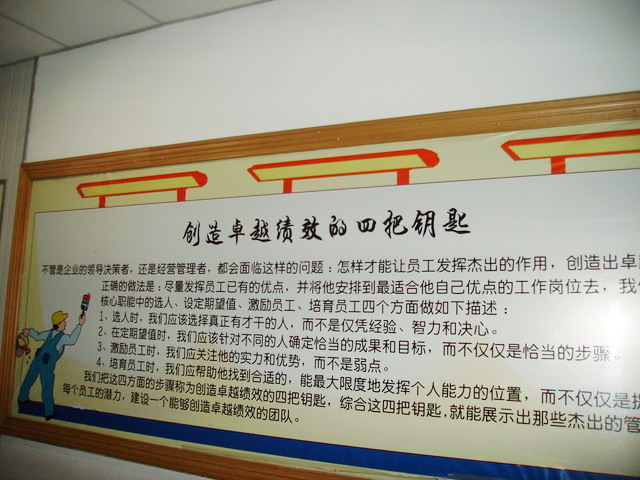 创造卓越绩效的四把钥匙
不管是企业的领导决策者，还是经营管理者，都会面临这样的问题：怎样才能让员工发挥杰出的作用，创造出卓
正确的做法是：尽量发挥员工已有的优点，并将他安排到最适合他自己优点的工作岗位去，我
核心职能中的选人、设定期望值、激励员工、培育员工四个方面做如下描述：
1、选人时，我们应该选择真正有才干的人，而不是仅凭经验、智力和决心。
2、在定期望值时，我们应该针对不同的人确定恰当的成果和目标，而不仅仅是恰当的步骤。
3、激励员工时，我们应关注他的实力和优势，而不是弱点。
4、培育员工时，我们应帮助他找到合适的，能最大限度地发挥个人能力的位置，而不仅仅是
我们把这四方面的步骤称为创造卓越绩效的四把钥匙，综合这四把钥匙，就能展示出那些杰出的管
每个员工的潜力，建设一个能够创造卓越绩效的团队。